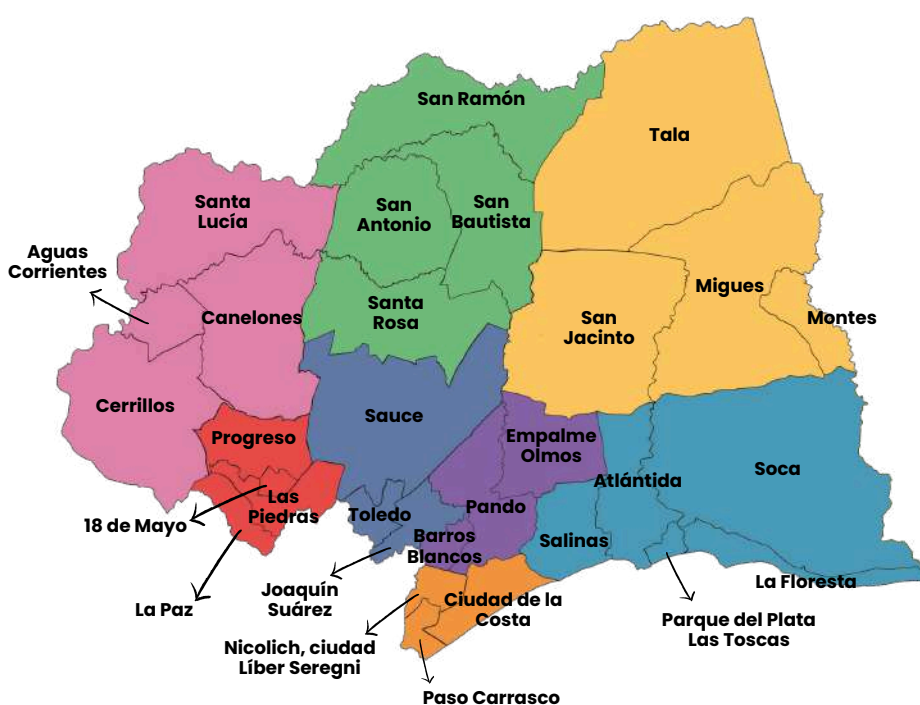 San Ramón
Tala
Santa
Lucía
San
Antonio
San
Bautista
Aguas
Corrientes
Canelones
Santa
Rosa
San
Jacinto
Migues
Montes
Cerrillos
Sauce
Progreso
Empalme
Olmos
Atlántida
Soca
Las
Piedras
18 de Mayo
Toledo
Pando
Barros
Blancos
Salinas
La Floresta
La Paz
Joaquín
Suárez
Ciudad de la
Costa
Parque del Plata
Las Toscas
Nicolich, ciudad
Líber Seregni
Paso Carrasco